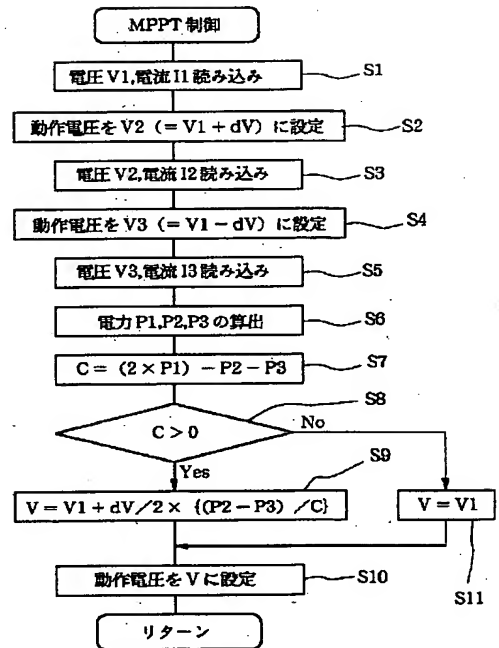 MPPT 制御
電圧 V1,電流 I1 読み込み
S1
動作電圧を V2 (= V1 + dV) に設定
S2
電圧 V2,電流 I2 読み込み
S3
動作電圧を V3 (= V1 − dV) に設定
S4
電圧 V3,電流 I3 読み込み
S5
電力 P1,P2,P3 の算出
S6
C = (2 × P1) − P2 − P3
S7
C > 0
S8
No
Yes
V = V1 + dV/2 × {(P2 − P3) /C}
S9
V = V1
S11
動作電圧を V に設定
S10
リターン